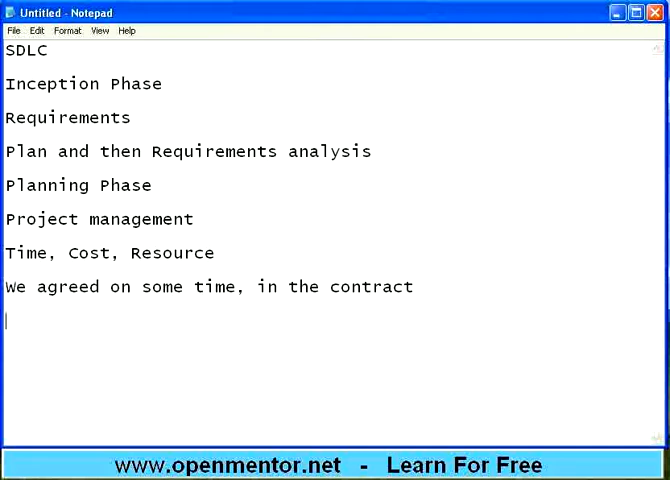 Untitled - Notepad
File Edit Format View Help
SDLC
Inception Phase
Requirements
Plan and then Requirements analysis
Planning Phase
Project management
Time, Cost, Resource
We agreed on some time, in the contract
www.openmentor.net - Learn For Free